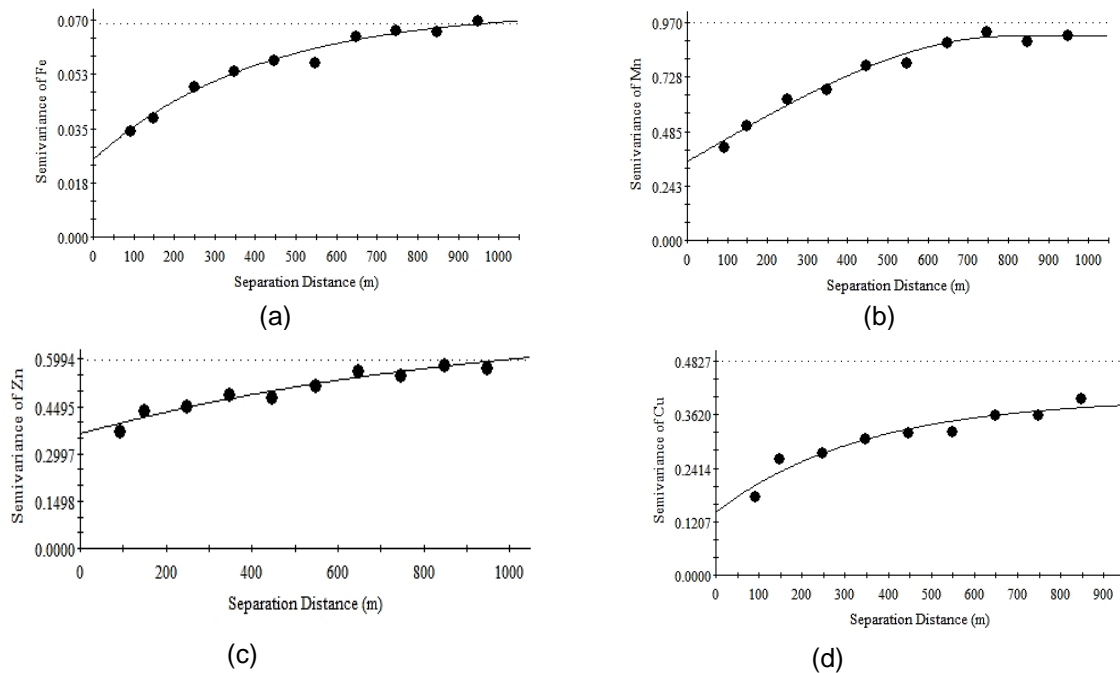 0.070
0.053
0.035
0.018
0.000
Semivariance of Fe
0 100 200 300 400 500 600 700 800 900 1000
Separation Distance (m)
(a)
0.970
0.728
0.485
0.243
0.000
Semivariance of Mn
0 100 200 300 400 500 600 700 800 900 1000
Separation Distance (m)
(b)
0.5994
0.4495
0.2997
0.1498
0.0000
Semivariance of Zn
0 200 400 600 800 1000
Separation Distance (m)
(c)
0.4827
0.3620
0.2414
0.1207
0.0000
Semivariance of Cu
0 100 200 300 400 500 600 700 800 900
Separation Distance (m)
(d)